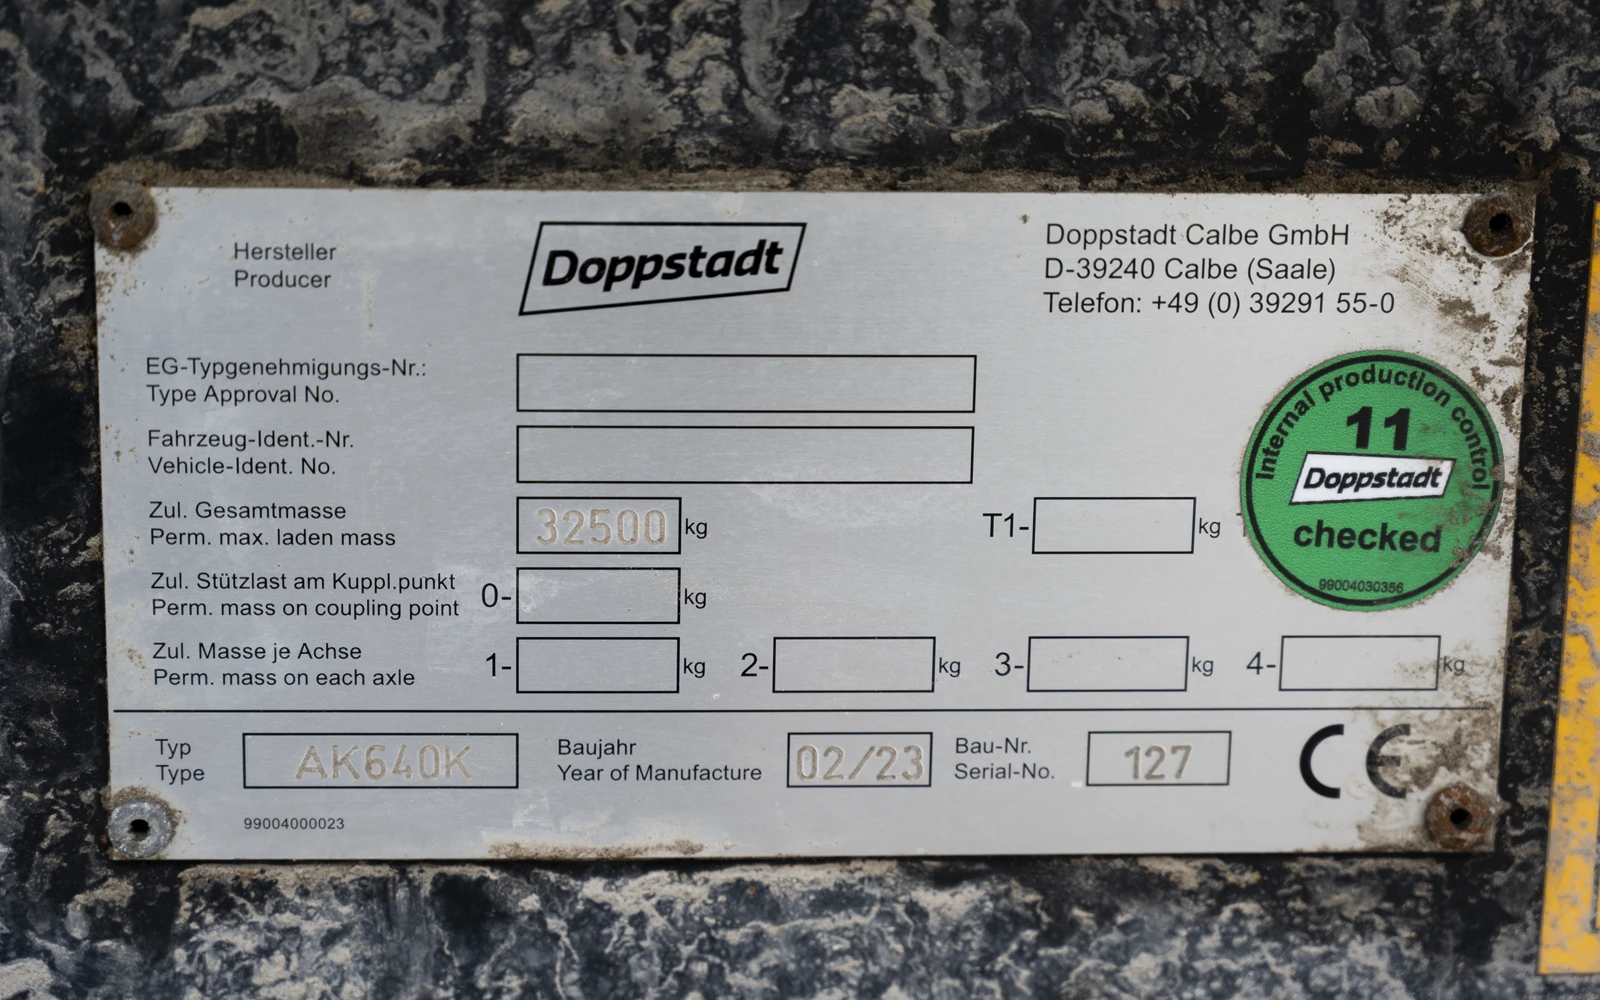 Hersteller
Producer
Doppstadt
Doppstadt Calbe GmbH
D-39240 Calbe (Saale)
Telefon: +49 (0) 39291 55-0
EG-Typgenehmigungs-Nr.:
Type Approval No.
Fahrzeug-Ident.-Nr.
Vehicle-Ident. No.
Zul. Gesamtmasse
Perm. max. laden mass
32500 kg
T1- kg
Internal production control
11
Doppstadt
checked
99004030356
Zul. Stützlast am Kuppl.punkt
Perm. mass on coupling point
0- kg
Zul. Masse je Achse
Perm. mass on each axle
1- kg 2- kg 3- kg 4- kg
Typ
Type
AK640K
Baujahr
Year of Manufacture
02/23
Bau-Nr.
Serial-No.
127
CE
99004000023